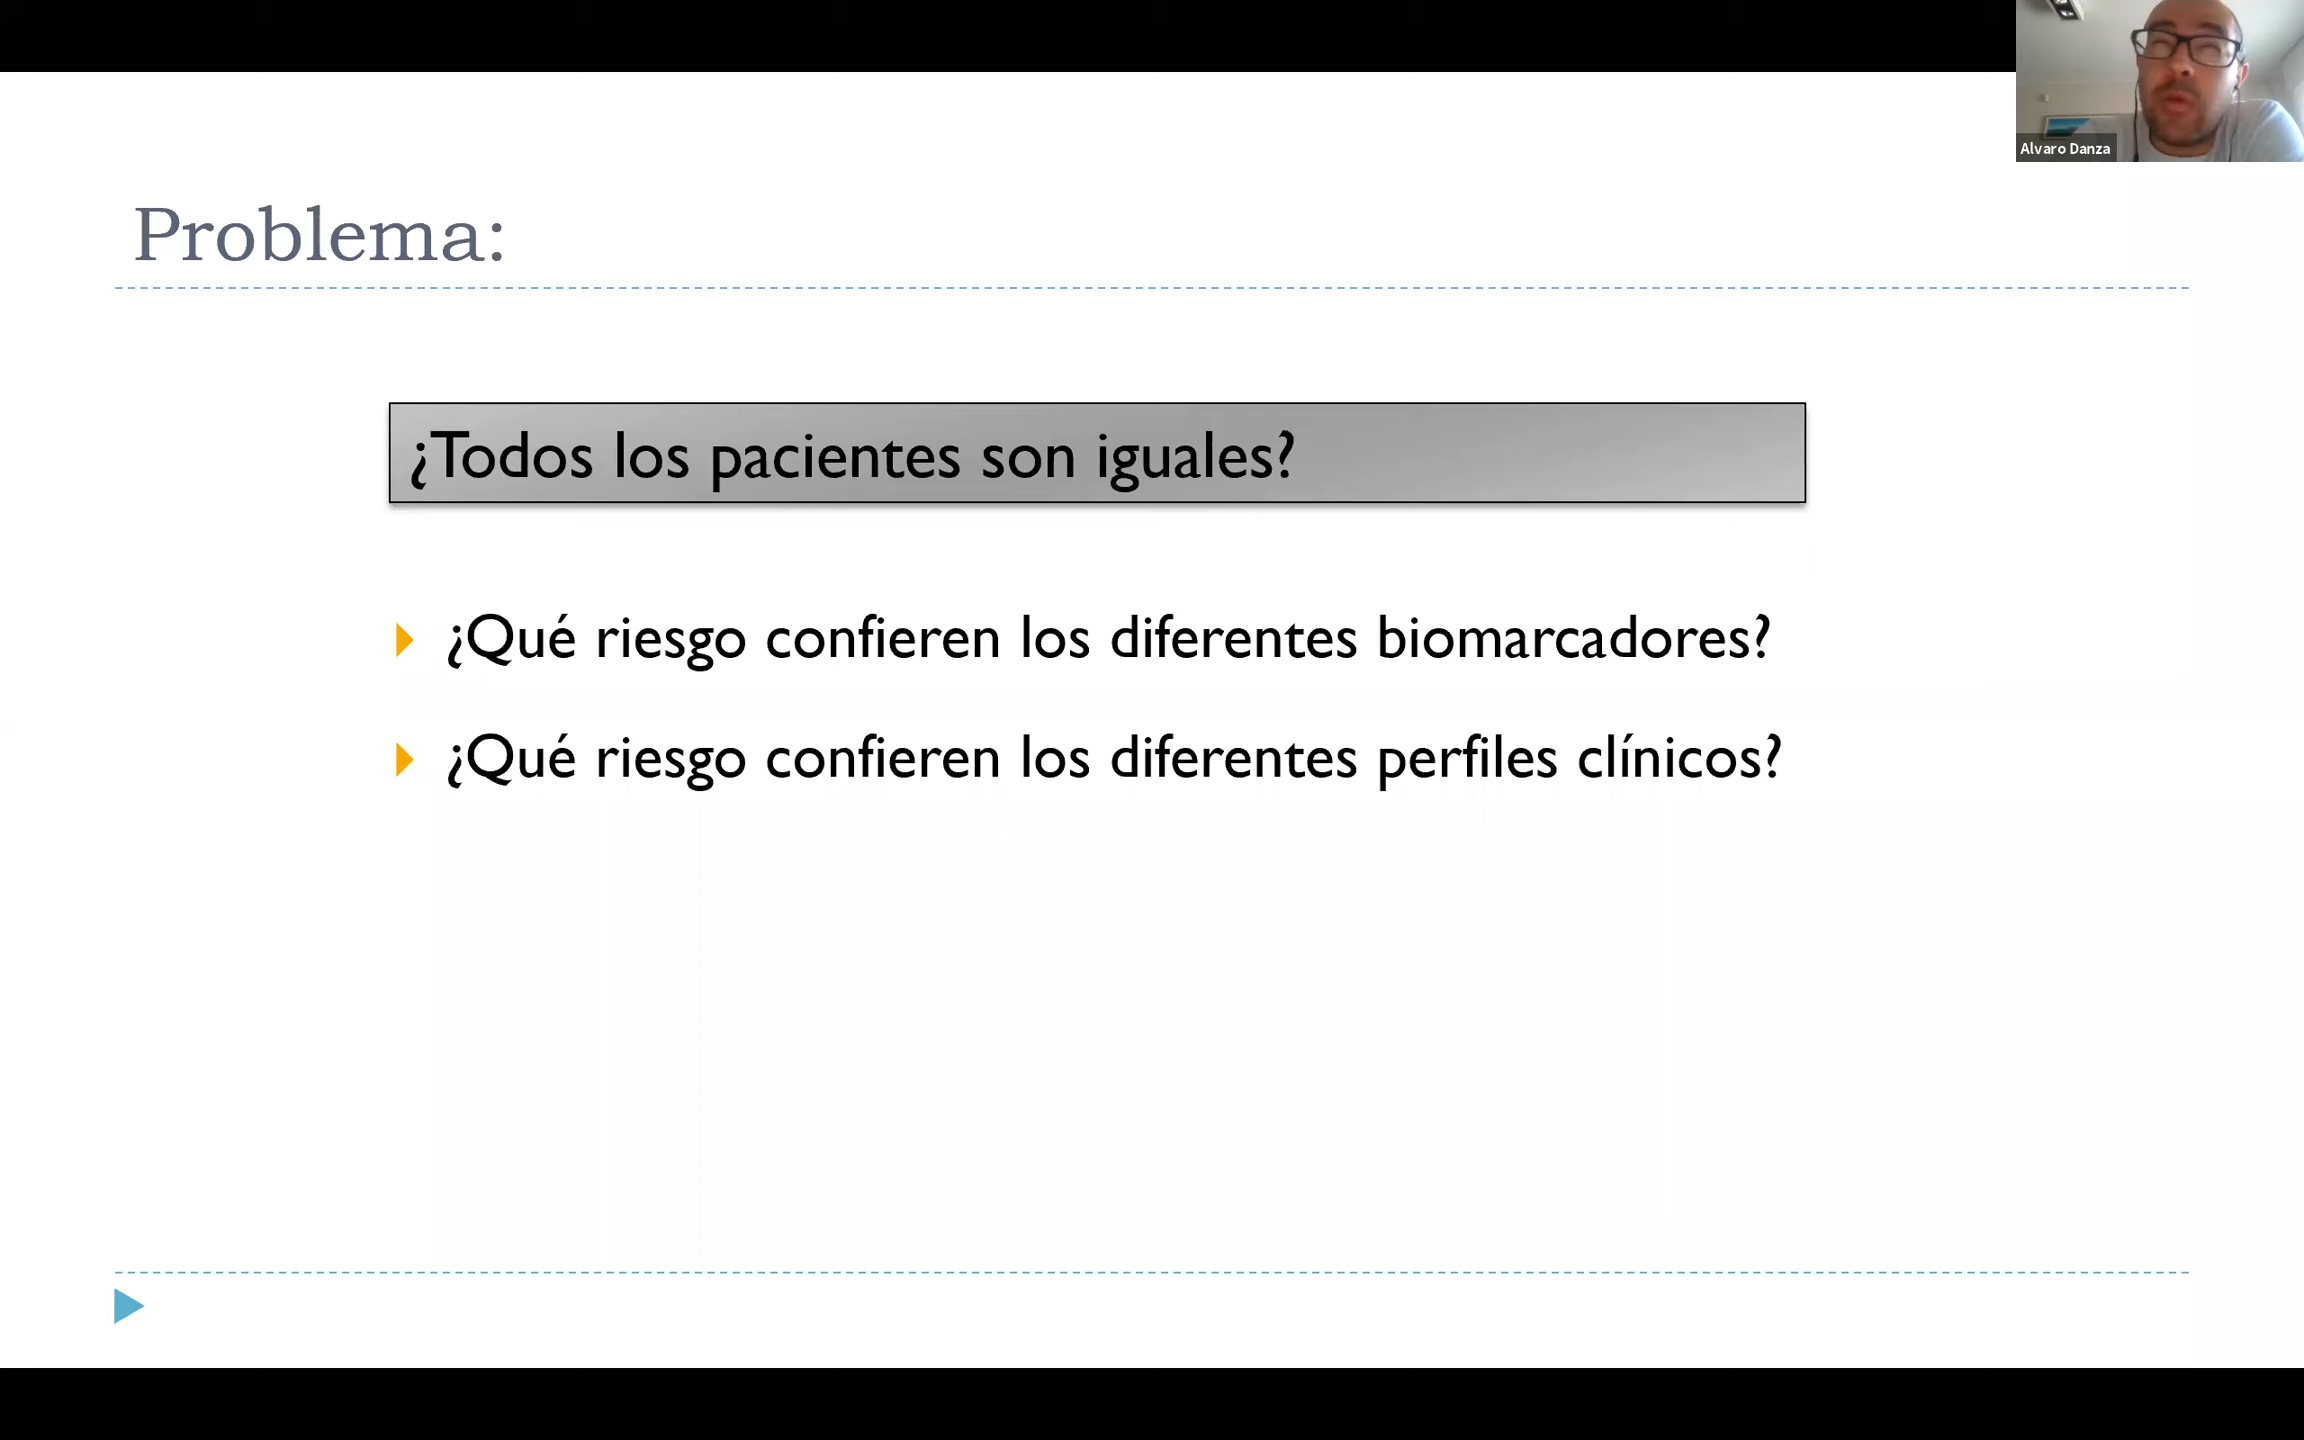 Alvaro Danza
Problema:
¿Todos los pacientes son iguales?
¿Qué riesgo confieren los diferentes biomarcadores?
¿Qué riesgo confieren los diferentes perfiles clínicos?